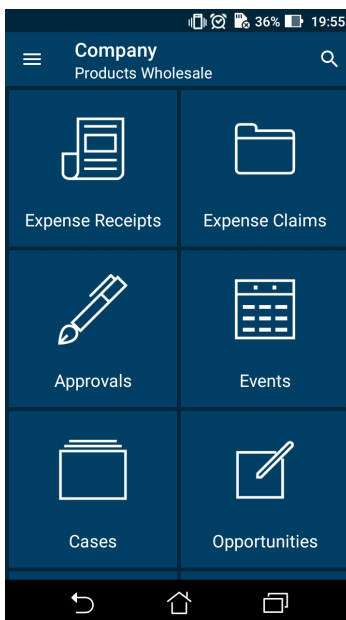 36% 19:55
Company
Products Wholesale
Expense Receipts
Expense Claims
Approvals
Events
Cases
Opportunities